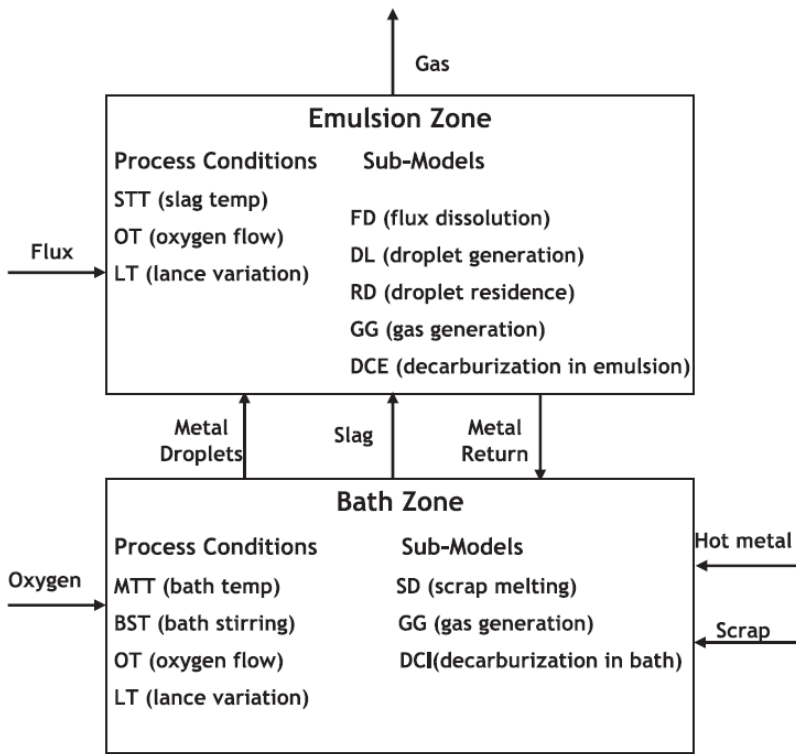 Gas
Emulsion Zone
Process Conditions
STT (slag temp)
OT (oxygen flow)
LT (lance variation)
Sub-Models
FD (flux dissolution)
DL (droplet generation)
RD (droplet residence)
GG (gas generation)
DCE (decarburization in emulsion)
Flux
Metal
Droplets
Slag
Metal
Return
Bath Zone
Process Conditions
MTT (bath temp)
BST (bath stirring)
OT (oxygen flow)
LT (lance variation)
Sub-Models
SD (scrap melting)
GG (gas generation)
DCI(decarburization in bath)
Oxygen
Hot metal
Scrap